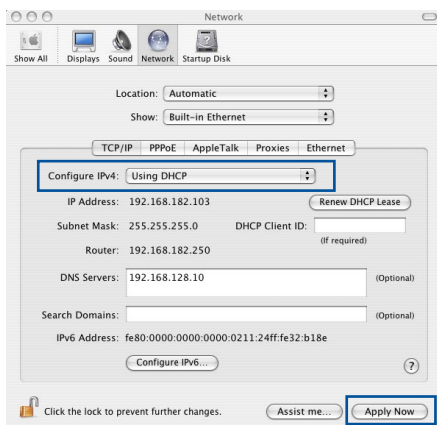 Network
Show All Displays Sound Network Startup Disk
Location: Automatic
Show: Built-in Ethernet
TCP/IP PPPoE AppleTalk Proxies Ethernet
Configure IPv4: Using DHCP
IP Address: 192.168.182.103 Renew DHCP Lease
Subnet Mask: 255.255.255.0 DHCP Client ID:
(If required)
Router: 192.168.182.250
DNS Servers: 192.168.128.10 (Optional)
Search Domains: (Optional)
IPv6 Address: fe80:0000:0000:0000:0211:24ff:fe32:b18e
Configure IPv6... ?
Click the lock to prevent further changes. Assist me... Apply Now